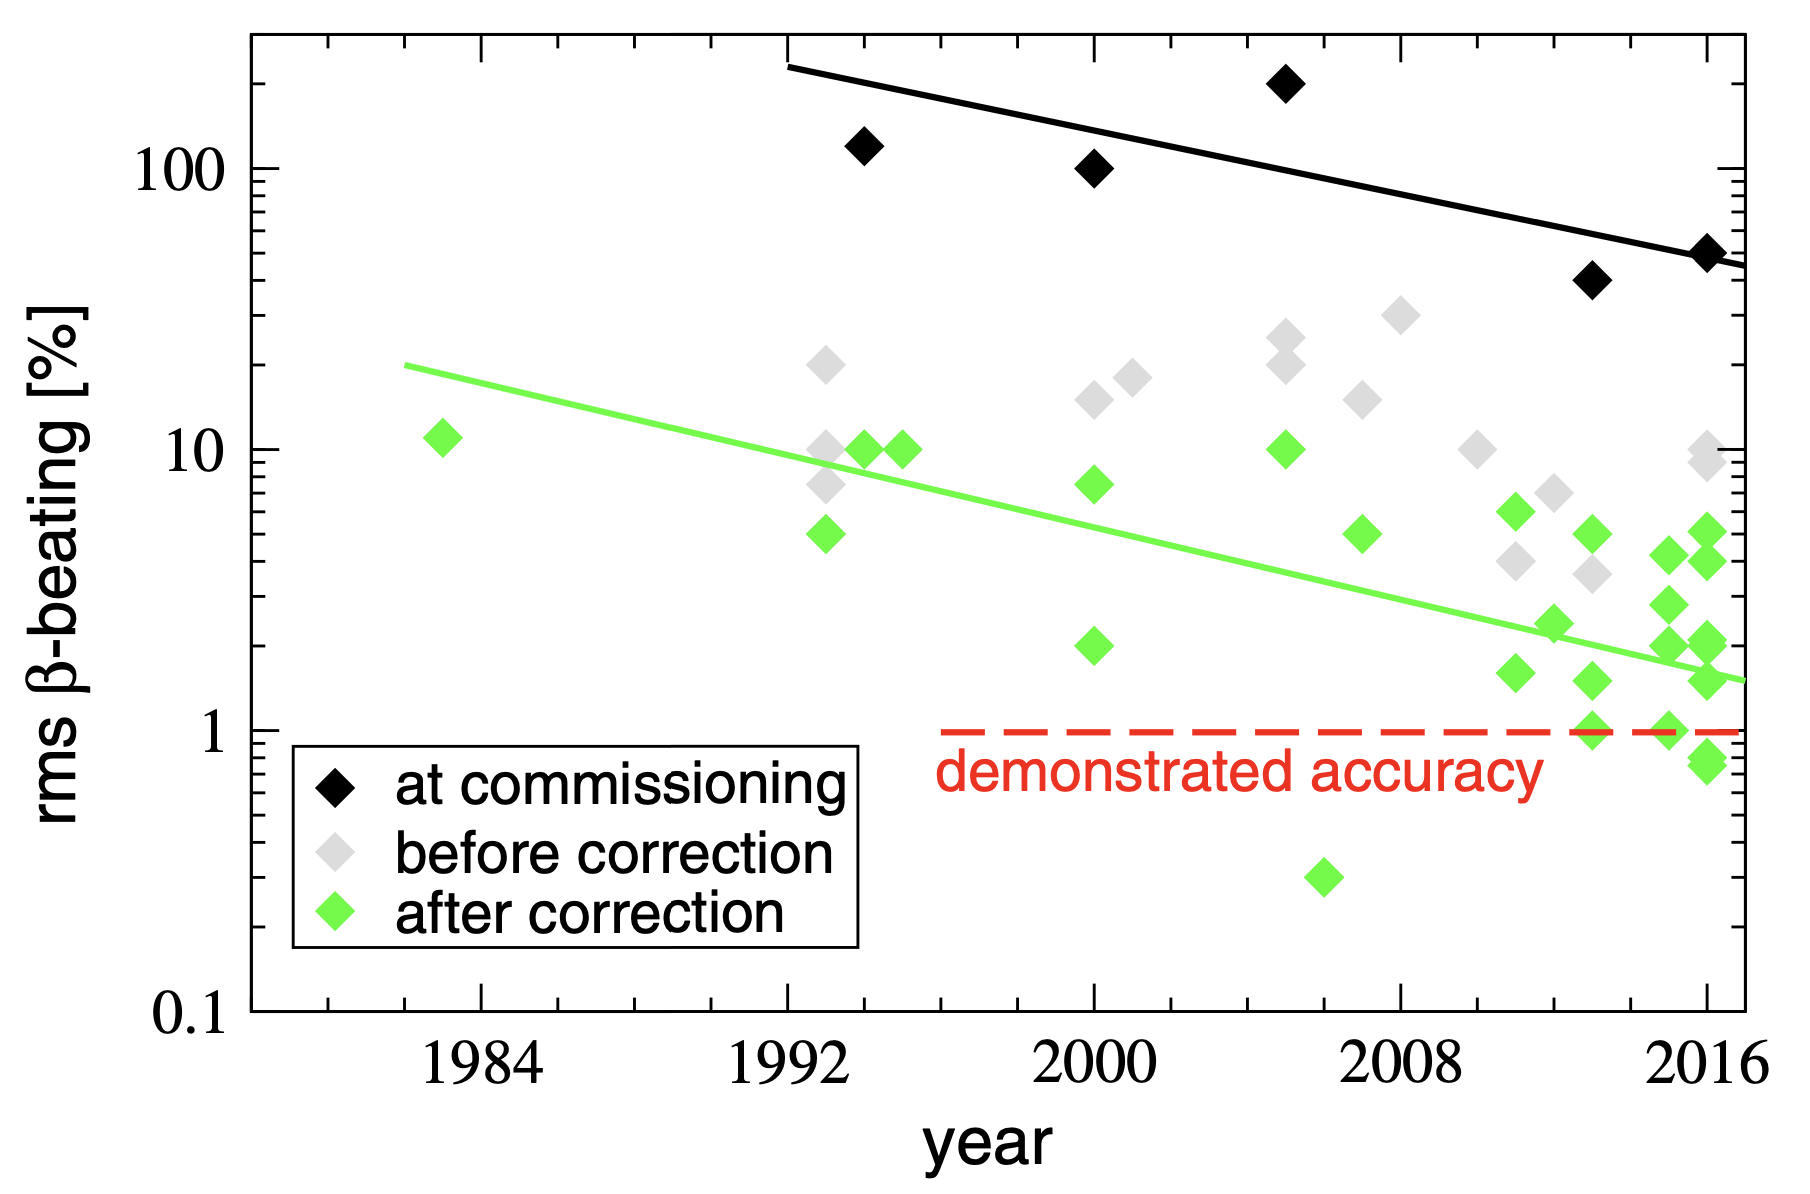 100
10
1
0.1
rms β-beating [%]
at commissioning
before correction
after correction
demonstrated accuracy
1984 1992 2000 2008 2016
year